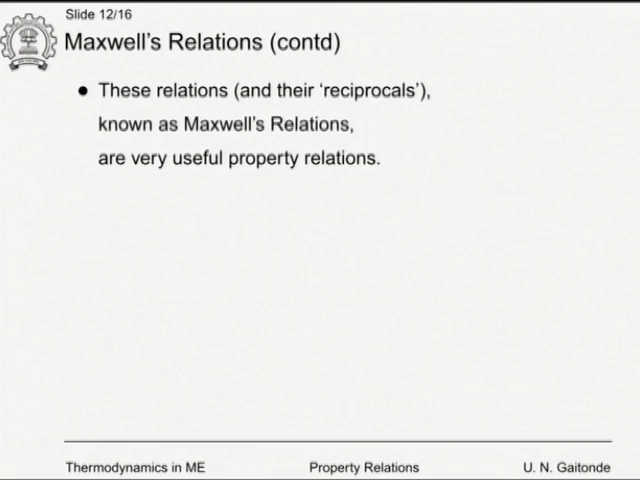 Slide 12/16
Maxwell's Relations (contd)
● These relations (and their ‘reciprocals’),
known as Maxwell's Relations,
are very useful property relations.
Thermodynamics in ME Property Relations U. N. Gaitonde